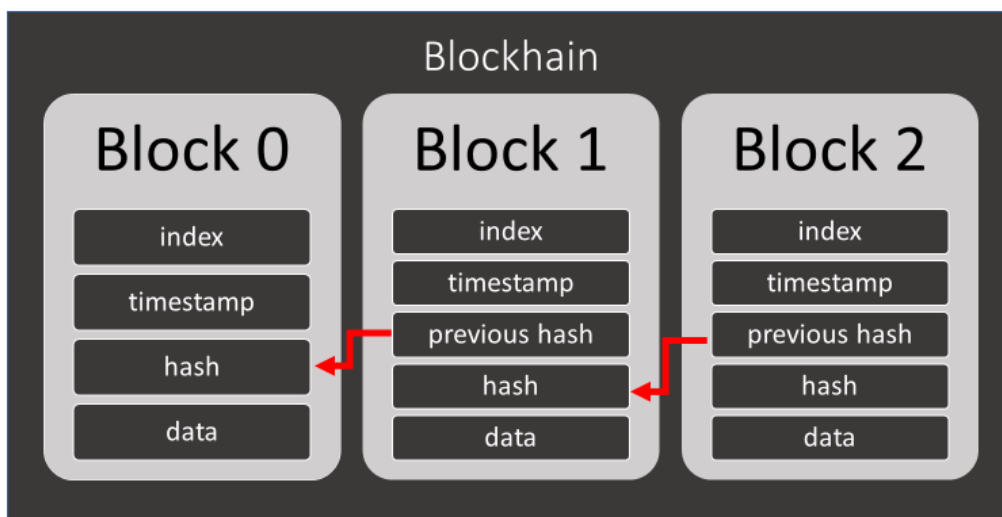 Blockhain
Block 0
index
timestamp
hash
data
Block 1
index
timestamp
previous hash
hash
data
Block 2
index
timestamp
previous hash
hash
data